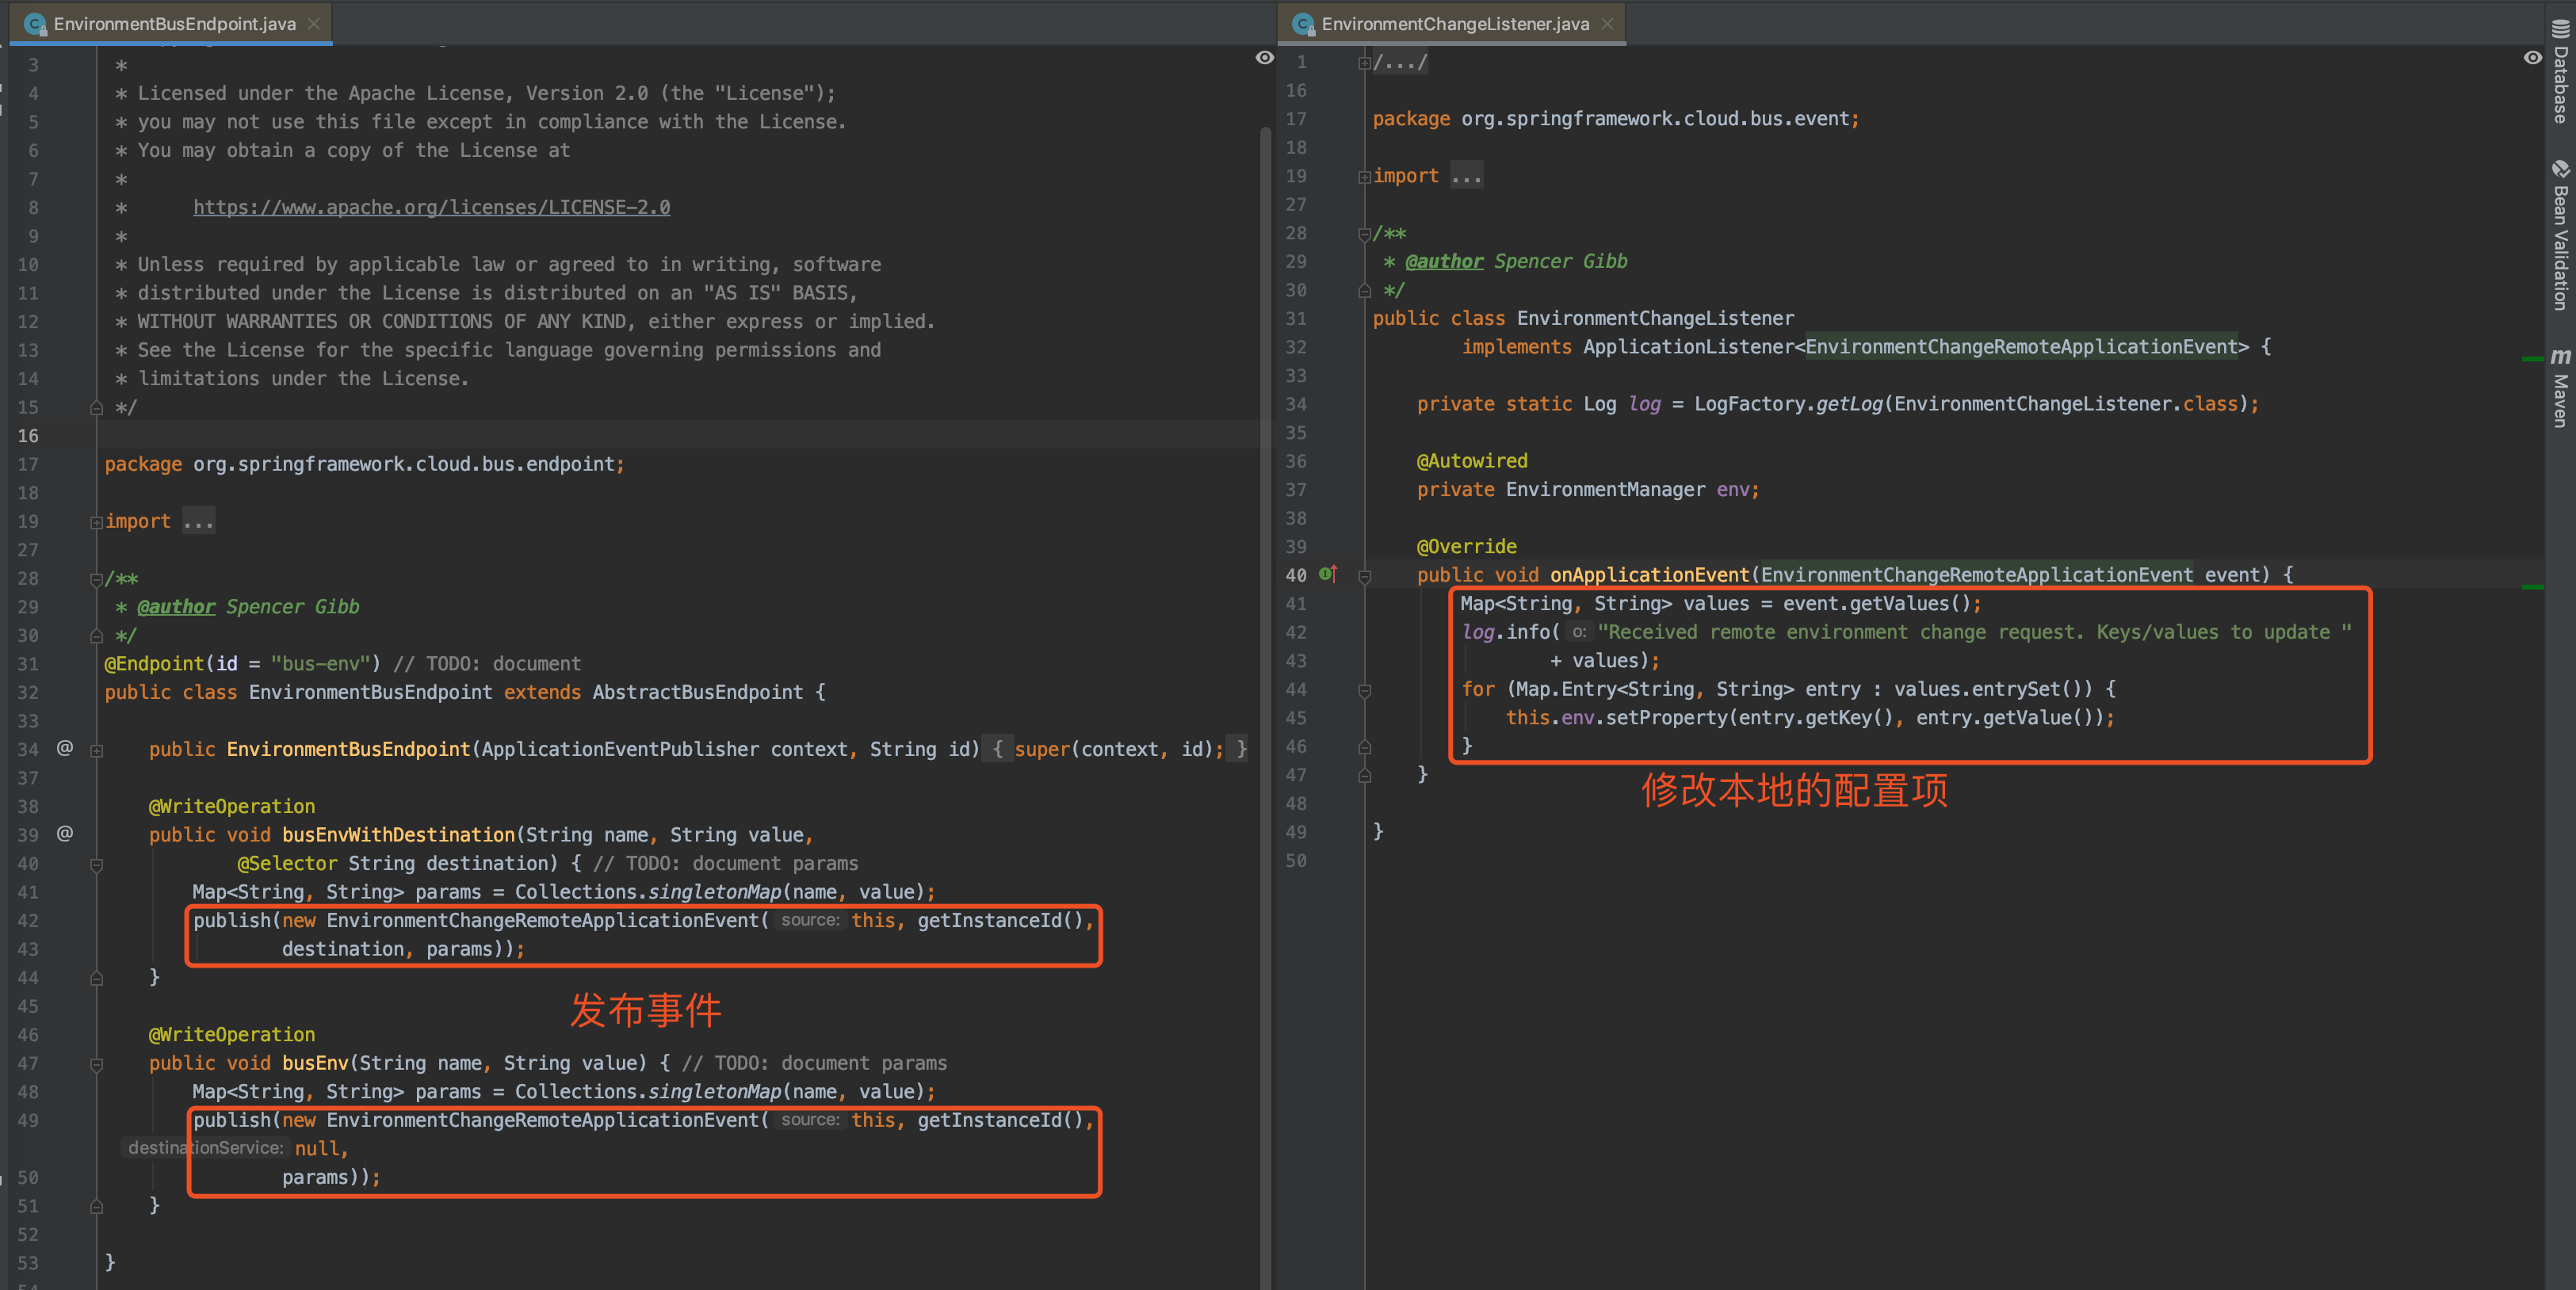 EnvironmentBusEndpoint.java
3 *
4 * Licensed under the Apache License, Version 2.0 (the "License");
5 * you may not use this file except in compliance with the License.
6 * You may obtain a copy of the License at
7 *
8 * https://www.apache.org/licenses/LICENSE-2.0
9 *
10 * Unless required by applicable law or agreed to in writing, software
11 * distributed under the License is distributed on an "AS IS" BASIS,
12 * WITHOUT WARRANTIES OR CONDITIONS OF ANY KIND, either express or implied.
13 * See the License for the specific language governing permissions and
14 * limitations under the License.
15 */
16
17 package org.springframework.cloud.bus.endpoint;
18
19 import ...
27
28 /**
29 * @author Spencer Gibb
30 */
31 @Endpoint(id = "bus-env") // TODO: document
32 public class EnvironmentBusEndpoint extends AbstractBusEndpoint {
33
34 @ public EnvironmentBusEndpoint(ApplicationEventPublisher context, String id) { super(context, id); }
37
38 @WriteOperation
39 @ public void busEnvWithDestination(String name, String value,
40 @Selector String destination) { // TODO: document params
41 Map<String, String> params = Collections.singletonMap(name, value);
42 publish(new EnvironmentChangeRemoteApplicationEvent( source: this, getInstanceId(),
43 destination, params));
44 }
45
发布事件
46 @WriteOperation
47 public void busEnv(String name, String value) { // TODO: document params
48 Map<String, String> params = Collections.singletonMap(name, value);
49 publish(new EnvironmentChangeRemoteApplicationEvent( source: this, getInstanceId(),
destinationService: null,
50 params));
51 }
52
53 }
54
EnvironmentChangeListener.java
1 /.../
16
17 package org.springframework.cloud.bus.event;
18
19 import ...
27
28 /**
29 * @author Spencer Gibb
30 */
31 public class EnvironmentChangeListener
32 implements ApplicationListener<EnvironmentChangeRemoteApplicationEvent> {
33
34 private static Log log = LogFactory.getLog(EnvironmentChangeListener.class);
35
36 @Autowired
37 private EnvironmentManager env;
38
39 @Override
40 public void onApplicationEvent(EnvironmentChangeRemoteApplicationEvent event) {
41 Map<String, String> values = event.getValues();
42 log.info( o: "Received remote environment change request. Keys/values to update "
43 + values);
44 for (Map.Entry<String, String> entry : values.entrySet()) {
45 this.env.setProperty(entry.getKey(), entry.getValue());
46 }
47 }
修改本地的配置项
48
49 }
50
Database
Bean Validation
m Maven